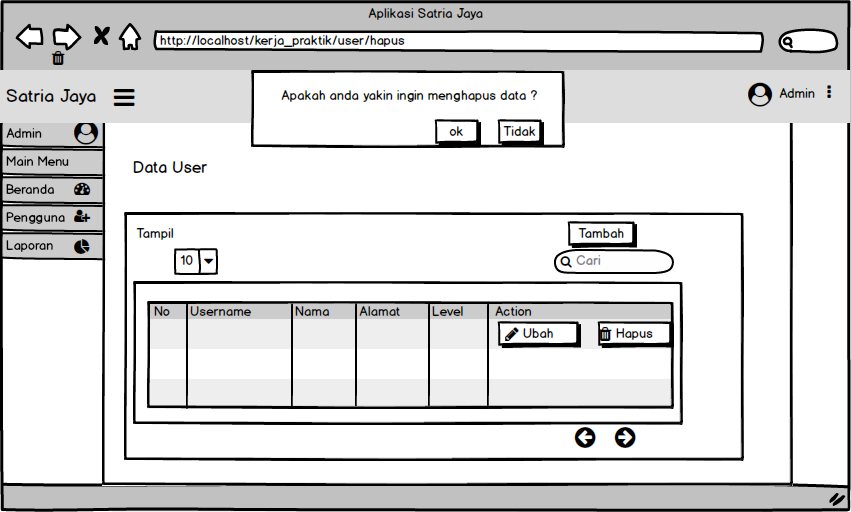 Aplikasi Satria Jaya
http://localhost/kerja_praktik/user/hapus
Satria Jaya
Apakah anda yakin ingin menghapus data ?
ok Tidak
Admin
Admin
Main Menu
Beranda
Pengguna
Laporan
Data User
Tampil
Tambah
10
Cari
No Username Nama Alamat Level Action
Ubah Hapus